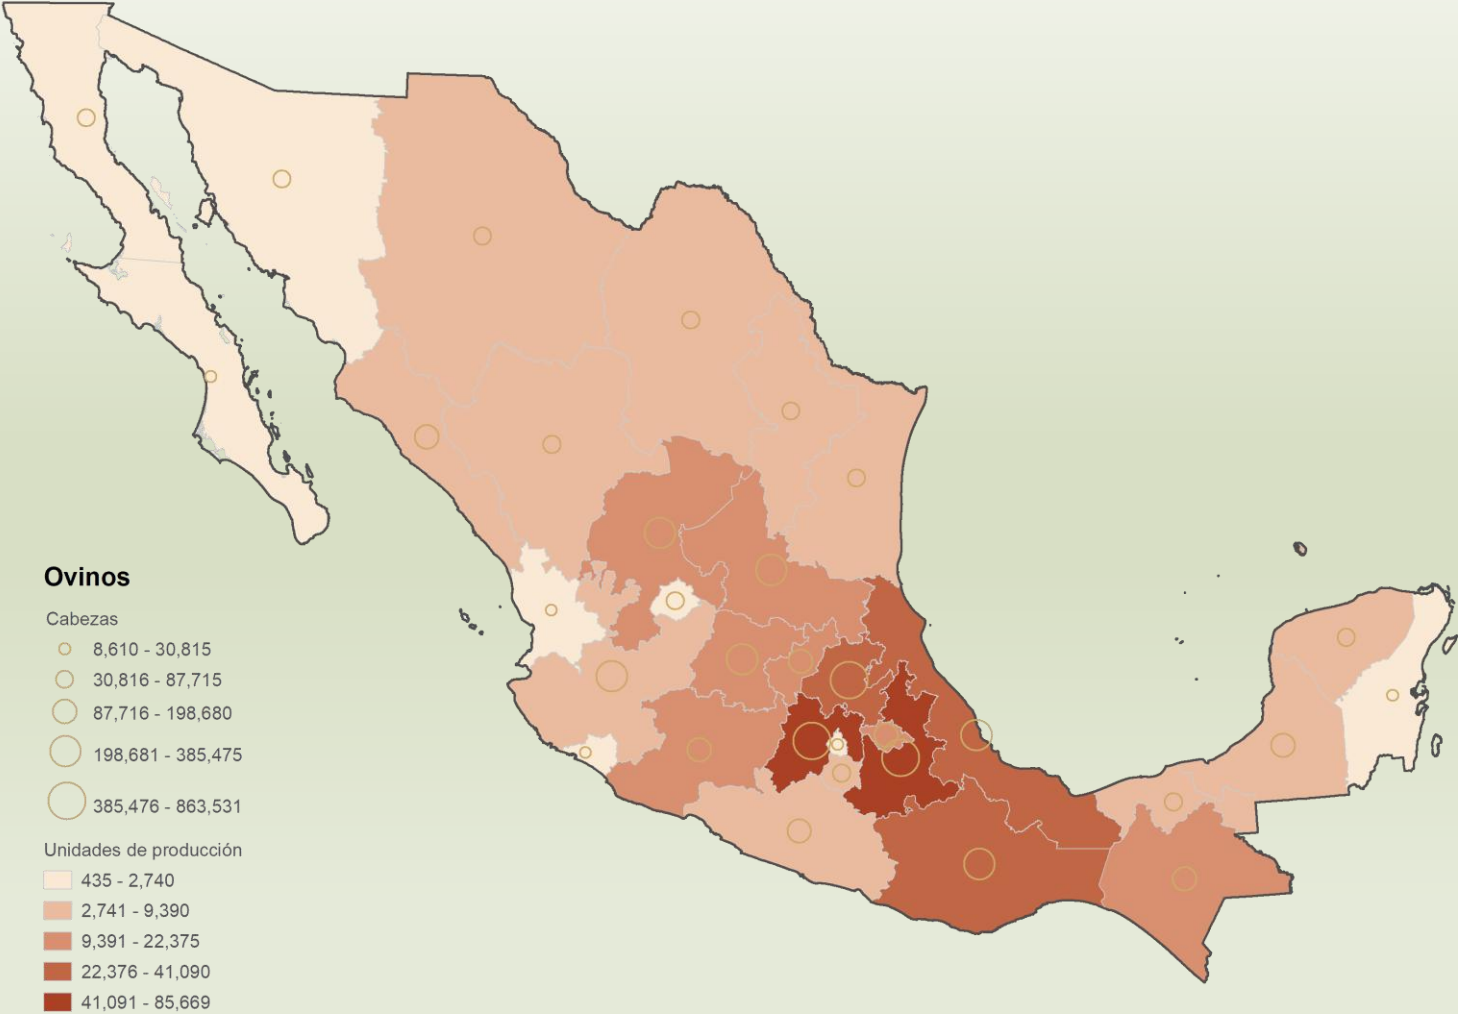 Ovinos
Cabezas
8,610 - 30,815
30,816 - 87,715
87,716 - 198,680
198,681 - 385,475
385,476 - 863,531
Unidades de producción
435 - 2,740
2,741 - 9,390
9,391 - 22,375
22,376 - 41,090
41,091 - 85,669